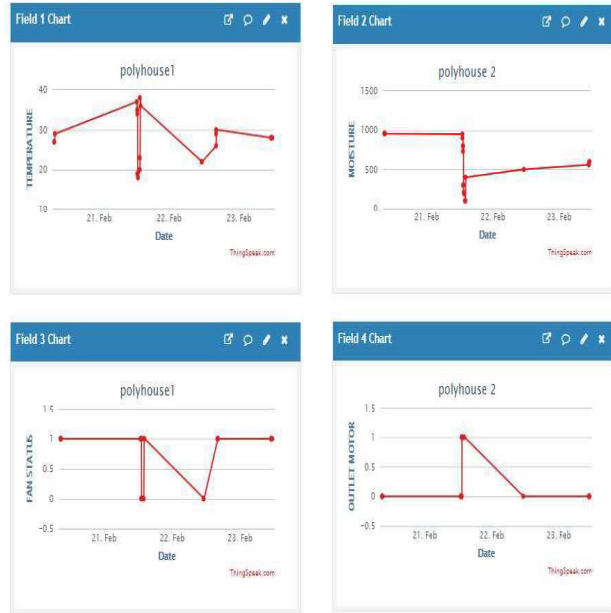 Field 1 Chart
polyhouse1
TEMPERATURE
40
30
20
10
21. Feb 22. Feb 23. Feb
Date
ThingSpeak.com
Field 2 Chart
polyhouse 2
MOISTURE
1500
1000
500
0
21. Feb 22. Feb 23. Feb
Date
ThingSpeak.com
Field 3 Chart
polyhouse1
FAN STATUS
1.5
1
0.5
0
-0.5
21. Feb 22. Feb 23. Feb
Date
ThingSpeak.com
Field 4 Chart
polyhouse 2
OUTLET MOTOR
1.5
1
0.5
0
-0.5
21. Feb 22. Feb 23. Feb
Date
ThingSpeak.com